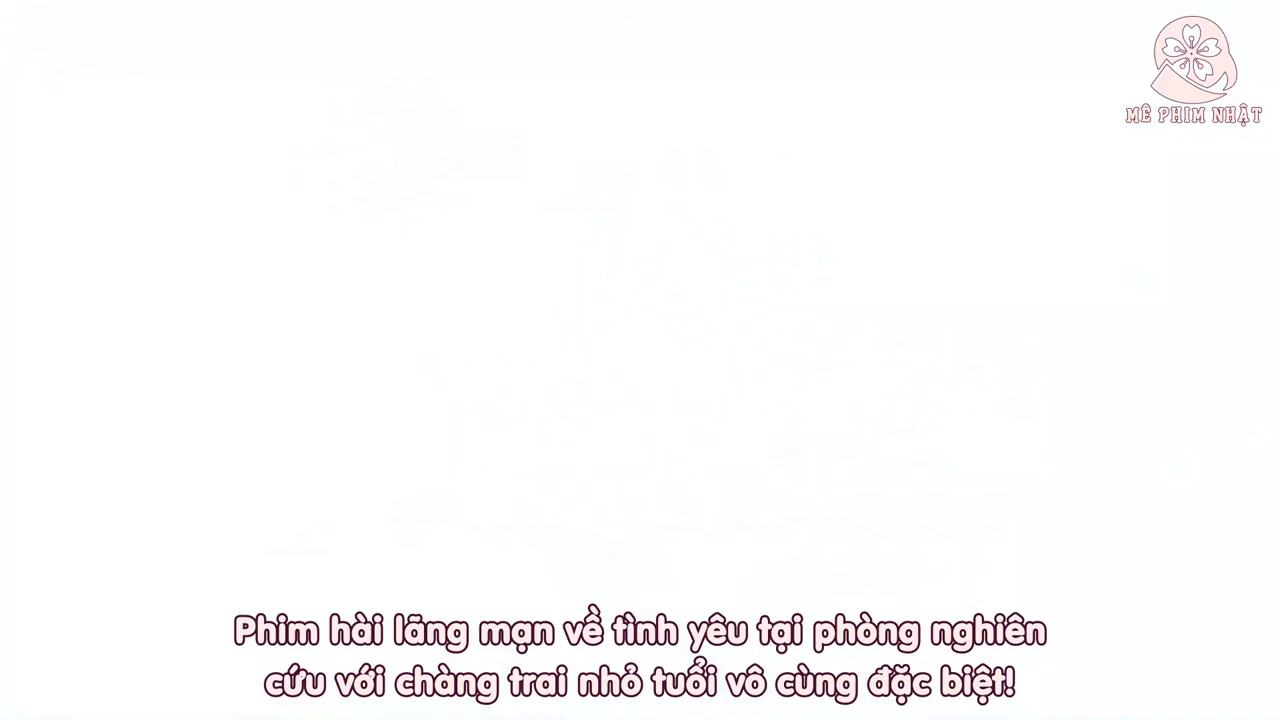 MÊ PHIM NHẬT
Phim hài lãng mạn về tình yêu tại phòng nghiên
cứu với chàng trai nhỏ tuổi vô cùng đặc biệt!